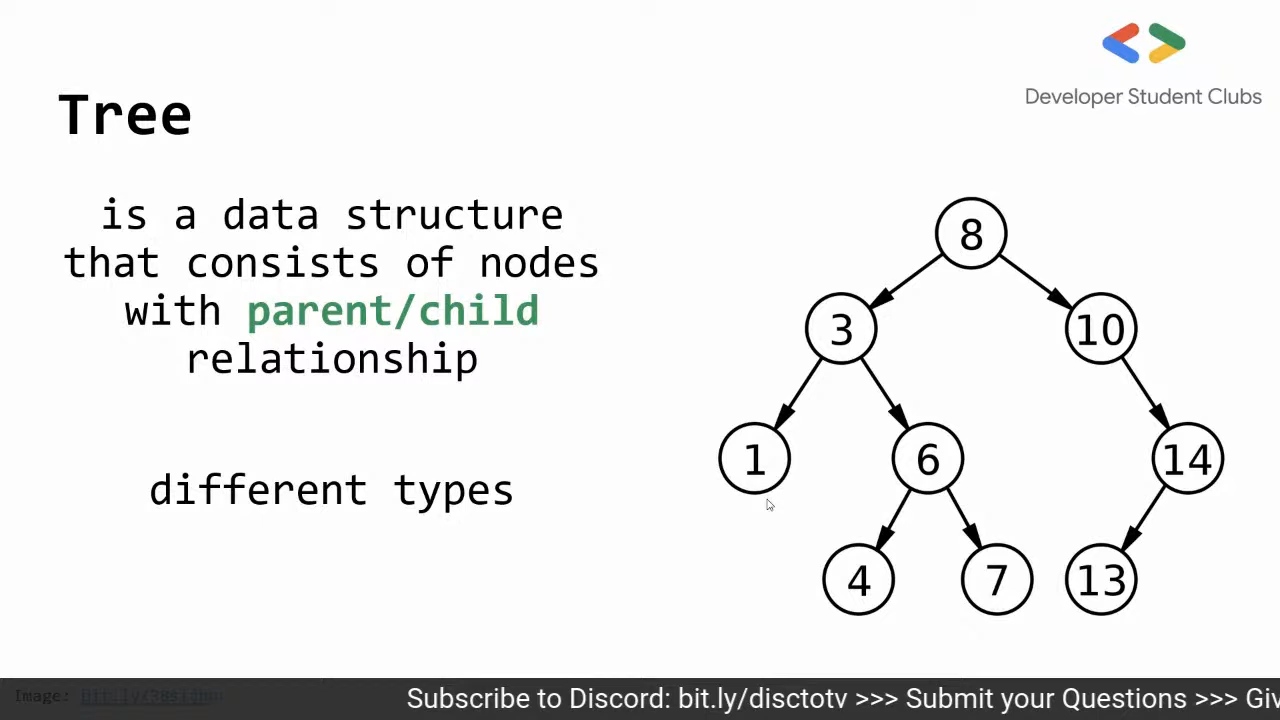 Developer Student Clubs
Tree
is a data structure
that consists of nodes
with parent/child
relationship
different types
8
3
10
1
6
14
4
7
13
Image:
Subscribe to Discord: bit.ly/disctotv >>> Submit your Questions >>> Giv